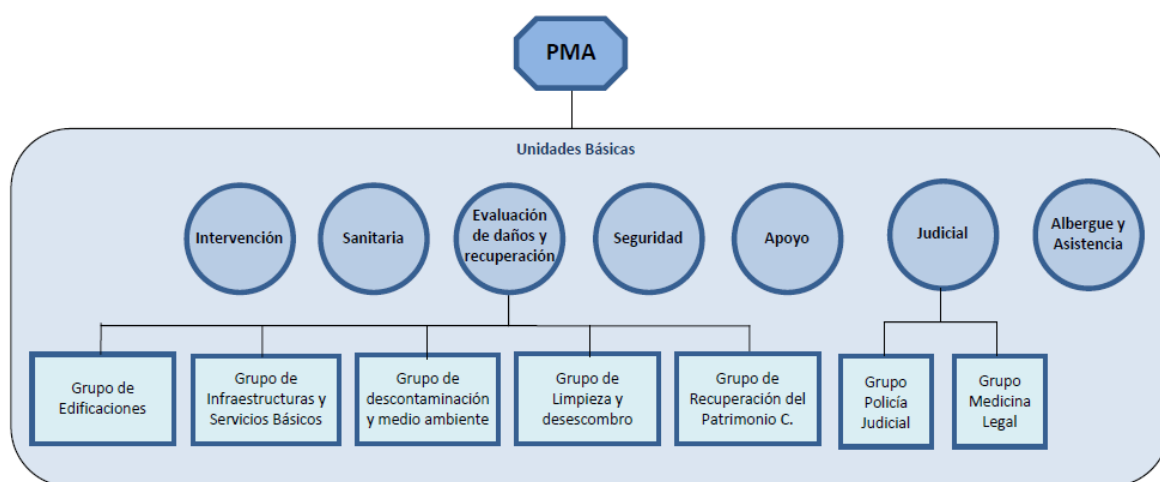 PMA
Unidades Básicas
Intervención
Sanitaria
Evaluación
de daños y
recuperación
Seguridad
Apoyo
Judicial
Albergue y
Asistencia
Grupo de
Edificaciones
Grupo de
Infraestructuras y
Servicios Básicos
Grupo de
descontaminación
y medio ambiente
Grupo de
Limpieza y
desescombro
Grupo de
Recuperación del
Patrimonio C.
Grupo
Policía
Judicial
Grupo
Medicina
Legal